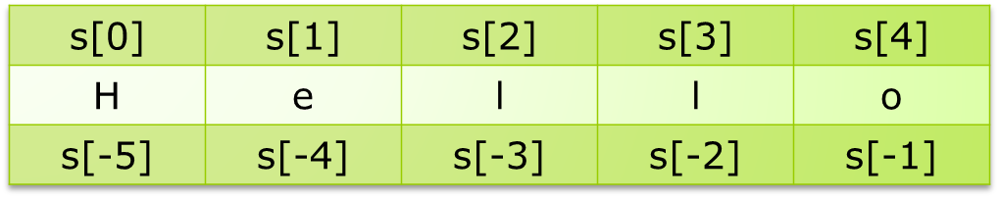 s[0] s[1] s[2] s[3] s[4]
H e l l o
s[-5] s[-4] s[-3] s[-2] s[-1]